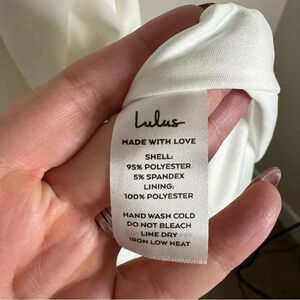 Lulus
MADE WITH LOVE
SHELL:
95% POLYESTER
5% SPANDEX
LINING:
100% POLYESTER
HAND WASH COLD
DO NOT BLEACH
LINE DRY
IRON LOW HEAT